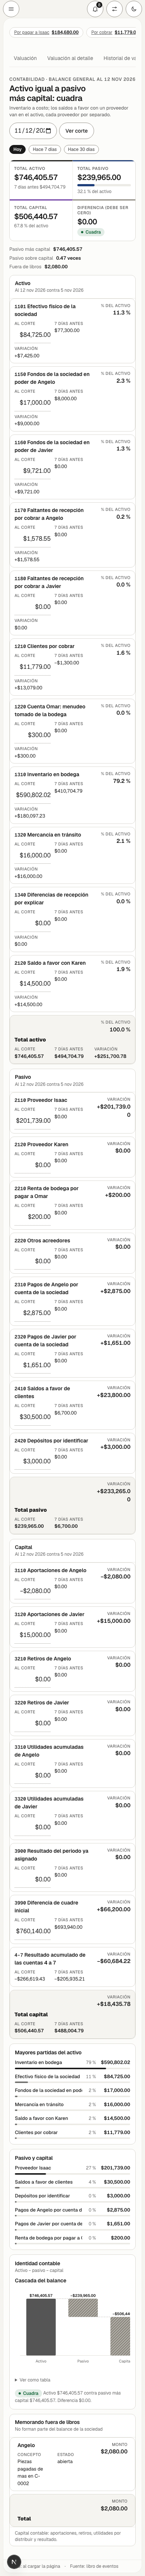 6
Por pagar a Isaac $184,680.00
Por cobrar $11,779.0
Valuación Valuación al detalle Historial de va
CONTABILIDAD · BALANCE GENERAL AL 12 NOV 2026
Activo igual a pasivo
más capital: cuadra
Inventario a costo, los saldos a favor con un proveedor
van en el activo, cada proveedor por separado.
Ver corte
Hoy Hace 7 días Hace 30 días
TOTAL ACTIVO
$746,405.57
7 días antes $494,704.79
TOTAL PASIVO
$239,965.00
32.1 % del activo
TOTAL CAPITAL
$506,440.57
67.8 % del activo
DIFERENCIA (DEBE SER
CERO)
$0.00
Cuadra
Pasivo más capital $746,405.57
Pasivo sobre capital 0.47 veces
Fuera de libros $2,080.00
Activo
Al 12 nov 2026 contra 5 nov 2026
1101 Efectivo físico de la
sociedad
% DEL ACTIVO
11.3 %
AL CORTE
$84,725.00
7 DÍAS ANTES
$77,300.00
VARIACIÓN
+$7,425.00
1150 Fondos de la sociedad en
poder de Angelo
% DEL ACTIVO
2.3 %
AL CORTE
$17,000.00
7 DÍAS ANTES
$8,000.00
VARIACIÓN
+$9,000.00
1160 Fondos de la sociedad en
poder de Javier
% DEL ACTIVO
1.3 %
AL CORTE
$9,721.00
7 DÍAS ANTES
$0.00
VARIACIÓN
+$9,721.00
1170 Faltantes de recepción
por cobrar a Angelo
% DEL ACTIVO
0.2 %
AL CORTE
$1,578.55
7 DÍAS ANTES
$0.00
VARIACIÓN
+$1,578.55
1180 Faltantes de recepción
por cobrar a Javier
% DEL ACTIVO
0.0 %
AL CORTE
$0.00
7 DÍAS ANTES
$0.00
VARIACIÓN
$0.00
1210 Clientes por cobrar
% DEL ACTIVO
1.6 %
AL CORTE
$11,779.00
7 DÍAS ANTES
−$1,300.00
VARIACIÓN
+$13,079.00
1220 Cuenta Omar: menudeo
tomado de la bodega
% DEL ACTIVO
0.0 %
AL CORTE
$300.00
7 DÍAS ANTES
$0.00
VARIACIÓN
+$300.00
1310 Inventario en bodega
% DEL ACTIVO
79.2 %
AL CORTE
$590,802.02
7 DÍAS ANTES
$410,704.79
VARIACIÓN
+$180,097.23
1320 Mercancía en tránsito
% DEL ACTIVO
2.1 %
AL CORTE
$16,000.00
7 DÍAS ANTES
$0.00
VARIACIÓN
+$16,000.00
1340 Diferencias de recepción
por explicar
% DEL ACTIVO
0.0 %
AL CORTE
$0.00
7 DÍAS ANTES
$0.00
VARIACIÓN
$0.00
2120 Saldo a favor con Karen
% DEL ACTIVO
1.9 %
AL CORTE
$14,500.00
7 DÍAS ANTES
$0.00
VARIACIÓN
+$14,500.00
% DEL ACTIVO
100.0 %
Total activo
AL CORTE
$746,405.57
7 DÍAS ANTES
$494,704.79
VARIACIÓN
+$251,700.78
Pasivo
Al 12 nov 2026 contra 5 nov 2026
2110 Proveedor Isaac
VARIACIÓN
+$201,739.0
0
AL CORTE
$201,739.00
7 DÍAS ANTES
$0.00
2120 Proveedor Karen
VARIACIÓN
$0.00
AL CORTE
$0.00
7 DÍAS ANTES
$0.00
2210 Renta de bodega por
pagar a Omar
VARIACIÓN
+$200.00
AL CORTE
$200.00
7 DÍAS ANTES
$0.00
2220 Otros acreedores
VARIACIÓN
$0.00
AL CORTE
$0.00
7 DÍAS ANTES
$0.00
2310 Pagos de Angelo por
cuenta de la sociedad
VARIACIÓN
+$2,875.00
AL CORTE
$2,875.00
7 DÍAS ANTES
$0.00
2320 Pagos de Javier por
cuenta de la sociedad
VARIACIÓN
+$1,651.00
AL CORTE
$1,651.00
7 DÍAS ANTES
$0.00
2410 Saldos a favor de
clientes
VARIACIÓN
+$23,800.00
AL CORTE
$30,500.00
7 DÍAS ANTES
$6,700.00
2420 Depósitos por identificar
VARIACIÓN
+$3,000.00
AL CORTE
$3,000.00
7 DÍAS ANTES
$0.00
VARIACIÓN
+$233,265.0
0
Total pasivo
AL CORTE
$239,965.00
7 DÍAS ANTES
$6,700.00
Capital
Al 12 nov 2026 contra 5 nov 2026
3110 Aportaciones de Angelo
VARIACIÓN
−$2,080.00
AL CORTE
−$2,080.00
7 DÍAS ANTES
$0.00
3120 Aportaciones de Javier
VARIACIÓN
+$15,000.00
AL CORTE
$15,000.00
7 DÍAS ANTES
$0.00
3210 Retiros de Angelo
VARIACIÓN
$0.00
AL CORTE
$0.00
7 DÍAS ANTES
$0.00
3220 Retiros de Javier
VARIACIÓN
$0.00
AL CORTE
$0.00
7 DÍAS ANTES
$0.00
3310 Utilidades acumuladas
de Angelo
VARIACIÓN
$0.00
AL CORTE
$0.00
7 DÍAS ANTES
$0.00
3320 Utilidades acumuladas
de Javier
VARIACIÓN
$0.00
AL CORTE
$0.00
7 DÍAS ANTES
$0.00
3900 Resultado del periodo ya
asignado
VARIACIÓN
$0.00
AL CORTE
$0.00
7 DÍAS ANTES
$0.00
3990 Diferencia de cuadre
inicial
VARIACIÓN
+$66,200.00
AL CORTE
$760,140.00
7 DÍAS ANTES
$693,940.00
4-7 Resultado acumulado de
las cuentas 4 a 7
VARIACIÓN
−$60,684.22
AL CORTE
−$266,619.43
7 DÍAS ANTES
−$205,935.21
VARIACIÓN
+$18,435.78
Total capital
AL CORTE
$506,440.57
7 DÍAS ANTES
$488,004.79
Mayores partidas del activo
Inventario en bodega 79 % $590,802.02
Efectivo físico de la sociedad 11 % $84,725.00
Fondos de la sociedad en pode 2 % $17,000.00
Mercancía en tránsito 2 % $16,000.00
Saldo a favor con Karen 2 % $14,500.00
Clientes por cobrar 2 % $11,779.00
Pasivo y capital
Proveedor Isaac 27 % $201,739.00
Saldos a favor de clientes 4 % $30,500.00
Depósitos por identificar 0 % $3,000.00
Pagos de Angelo por cuenta d 0 % $2,875.00
Pagos de Javier por cuenta de 0 % $1,651.00
Renta de bodega por pagar a 0 % $200.00
Identidad contable
Activo − pasivo = capital
Cascada del balance
$746,405.57 −$239,965.00 =$506,44
Activo Pasivo Capita
Ver como tabla
Cuadra Activo $746,405.57 contra pasivo más
capital $746,405.57. Diferencia $0.00.
Memorando fuera de libros
No forman parte del balance de la sociedad
Angelo
MONTO
$2,080.00
CONCEPTO
Piezas
pagadas de
mas en C-
0002
ESTADO
abierta
MONTO
$2,080.00
Total
Capital contable: aportaciones, retiros, utilidades por
distribuir y resultado.
al cargar la página · Fuente: libro de eventos
N